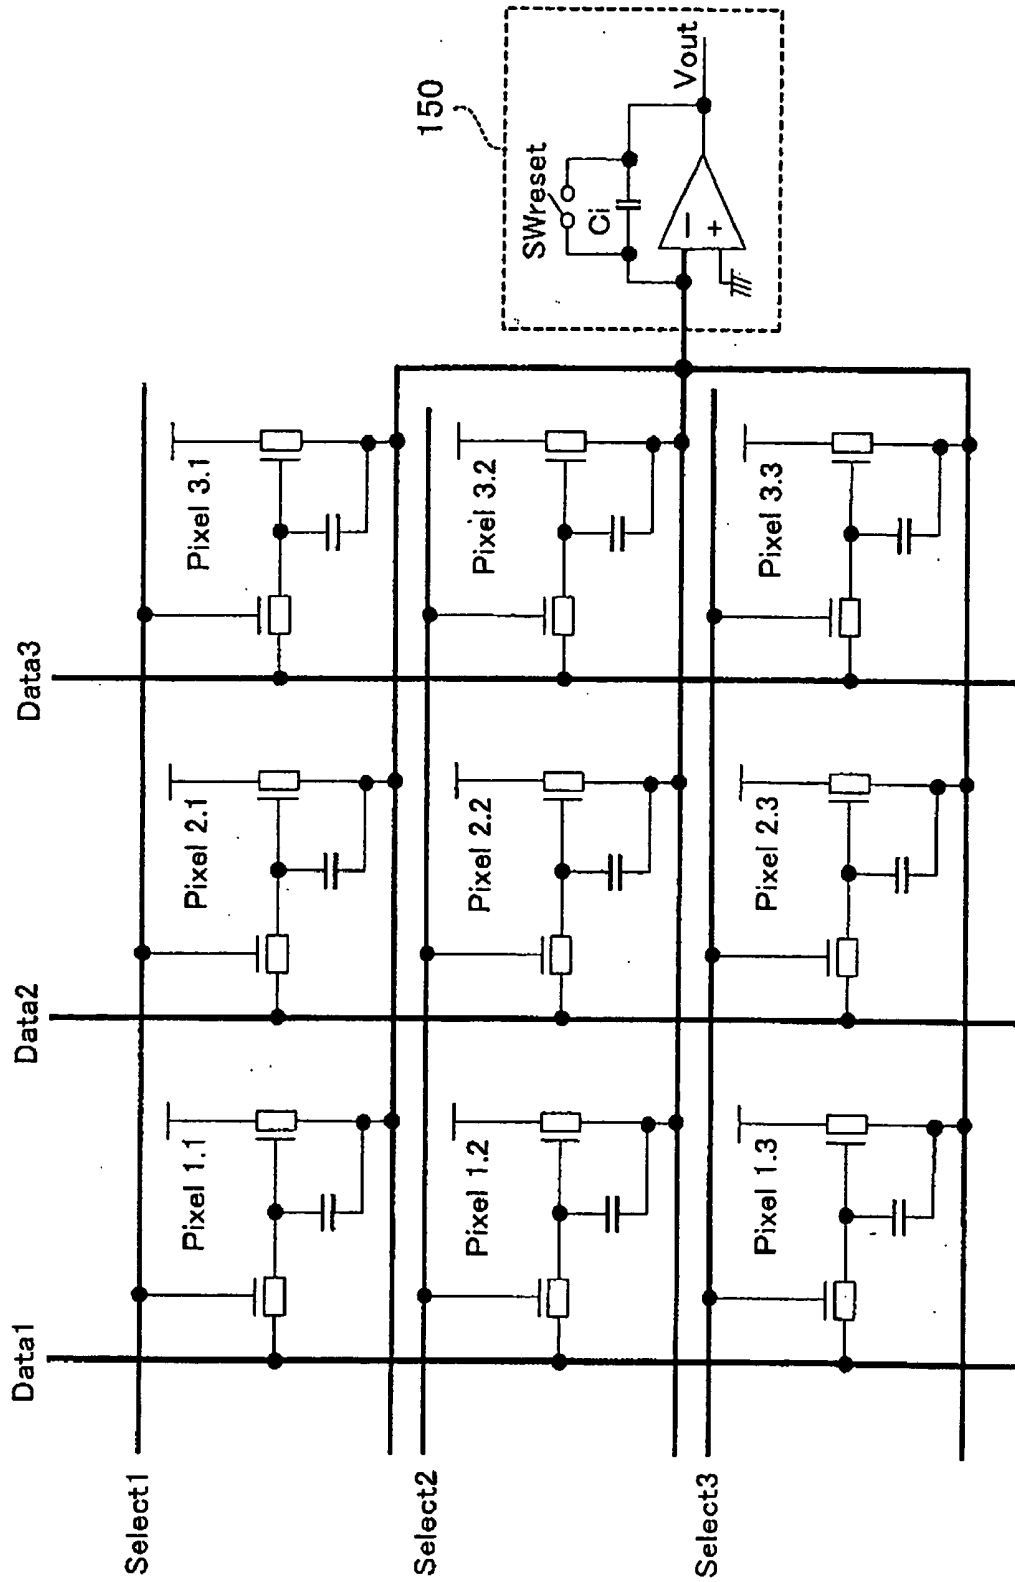 Data1
Data2
Data3
Select1
Pixel 1.1
Pixel 2.1
Pixel 3.1
Select2
Pixel 1.2
Pixel 2.2
Pixel 3.2
Select3
Pixel 1.3
Pixel 2.3
Pixel 3.3
150
SWreset
Ci
Vout
−
+